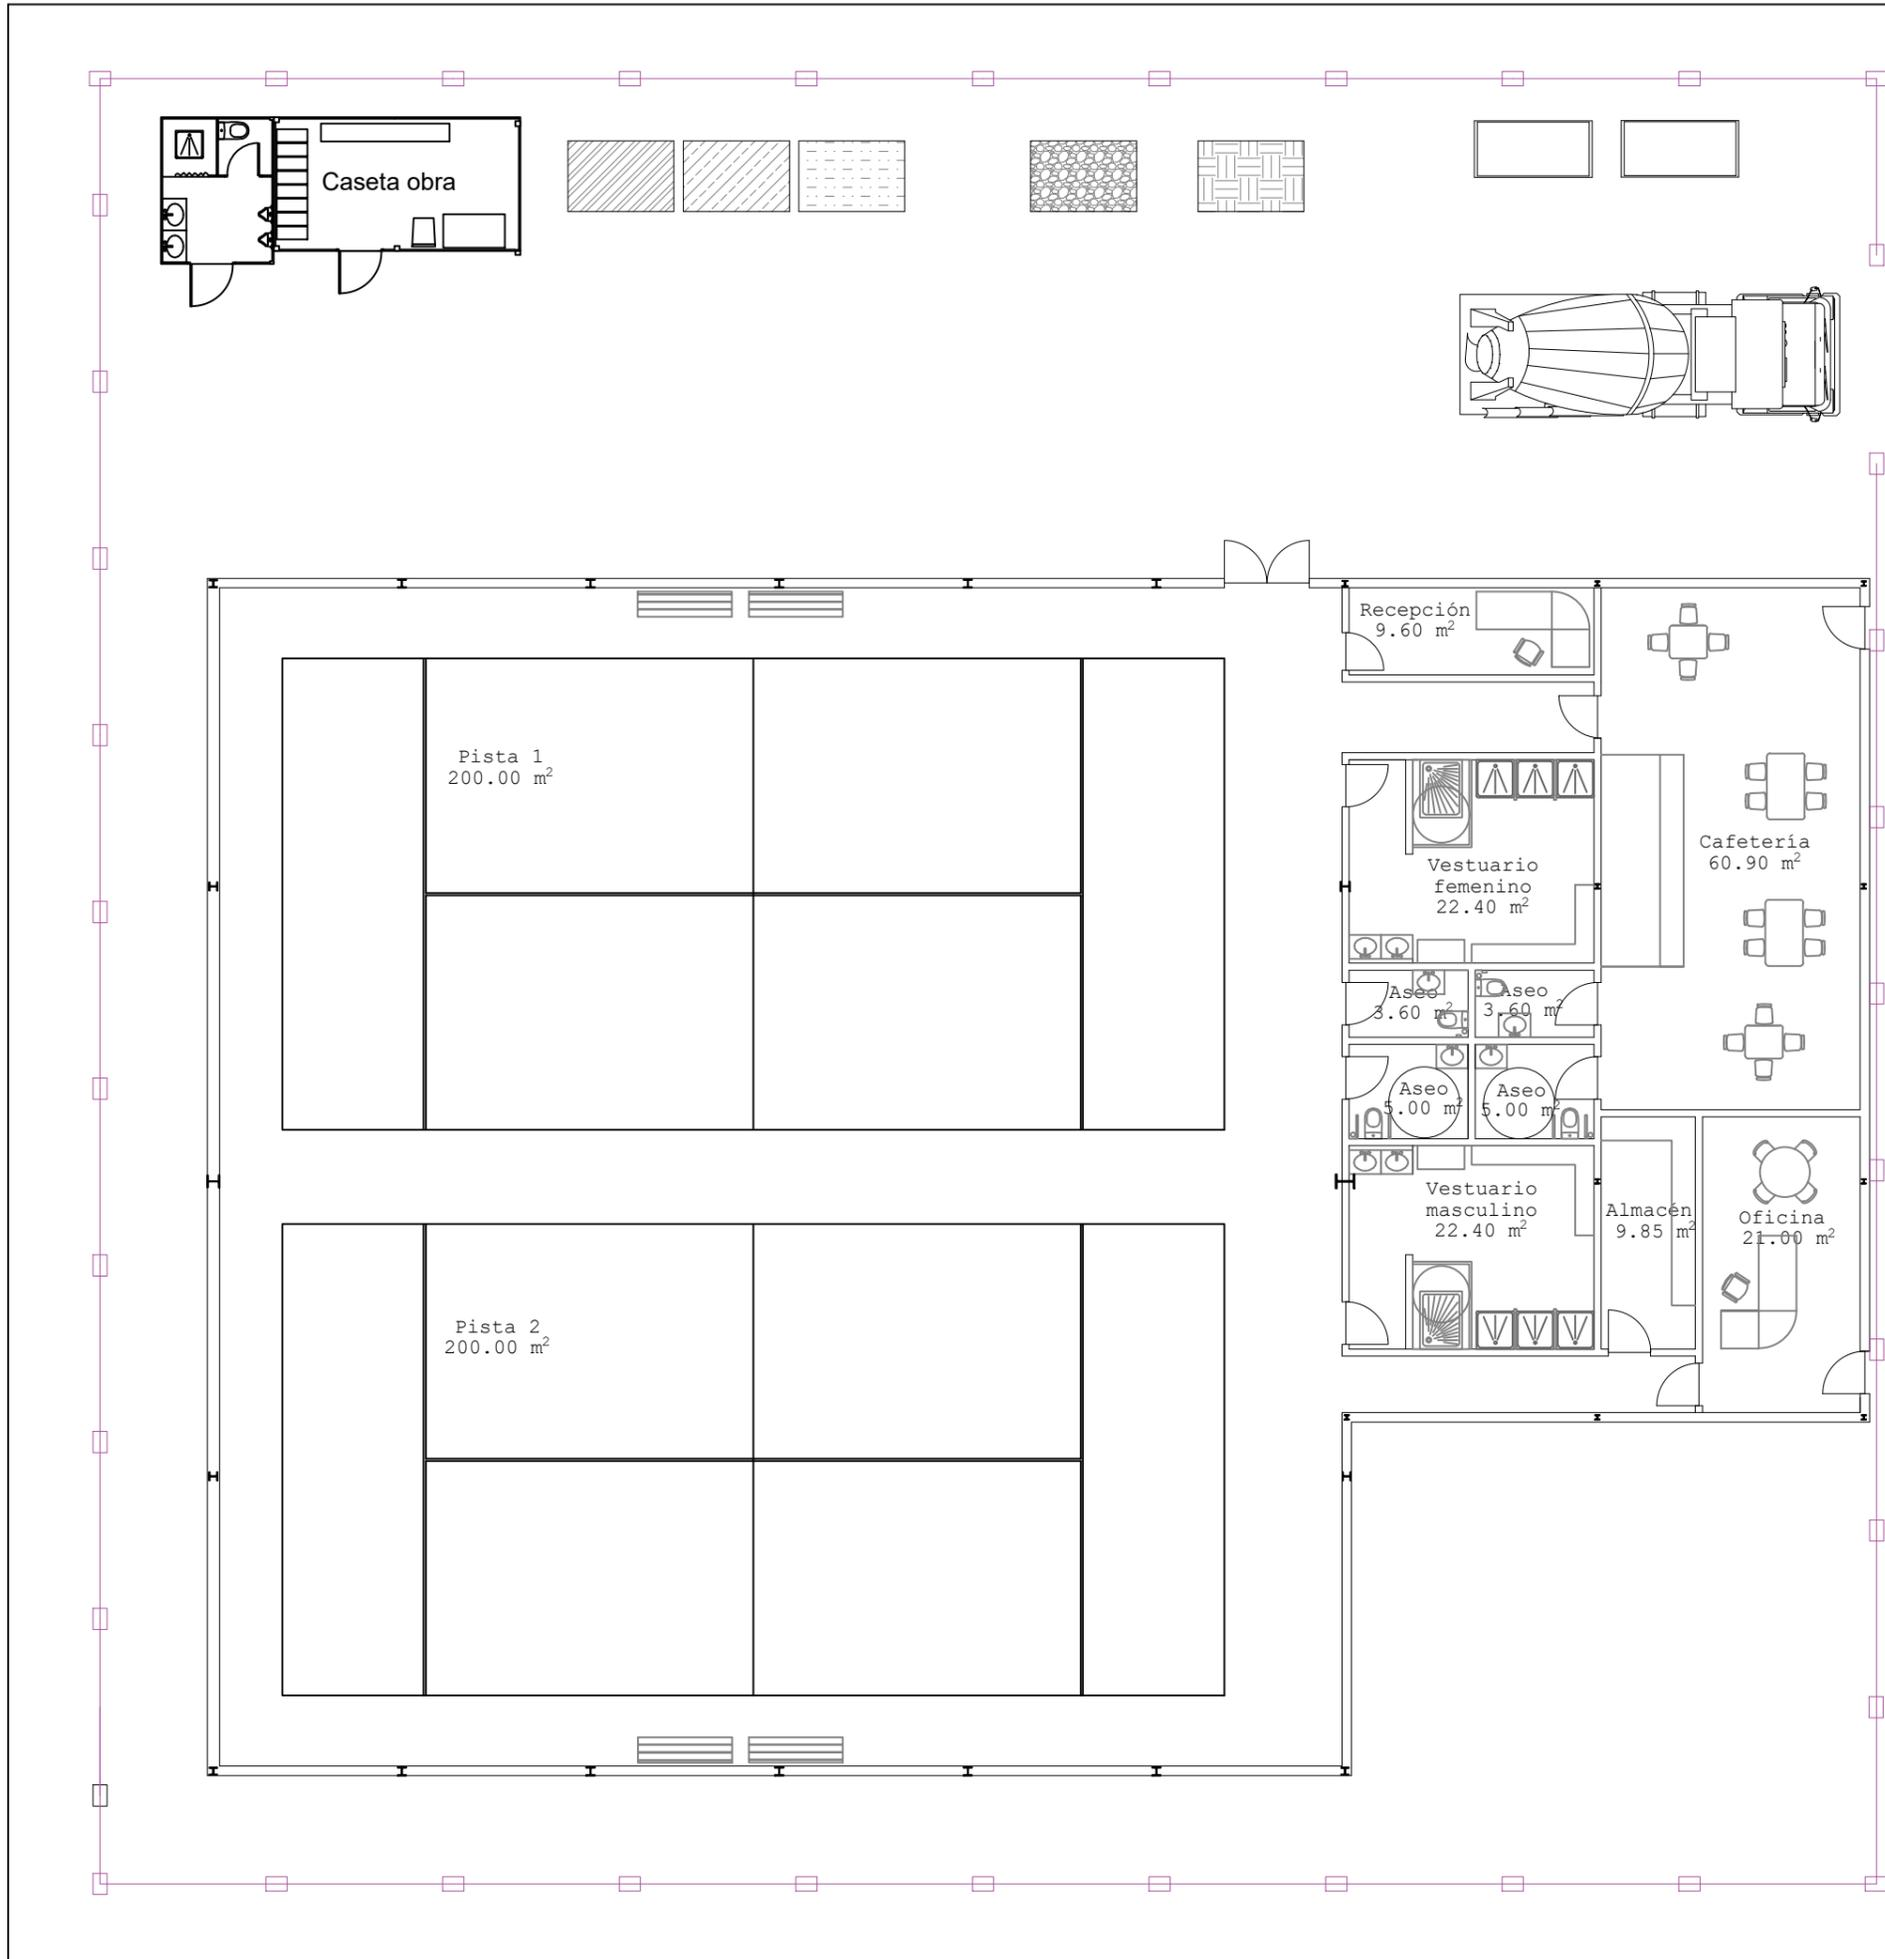 Caseta obra
Recepción
9.60 m²
Pista 1
200.00 m²
Cafetería
60.90 m²
Vestuario
femenino
22.40 m²
Aseo
3.60 m²
Aseo
3.60 m²
Aseo
5.00 m²
Aseo
5.00 m²
Vestuario
masculino
22.40 m²
Almacén
9.85 m²
Oficina
21.00 m²
Pista 2
200.00 m²